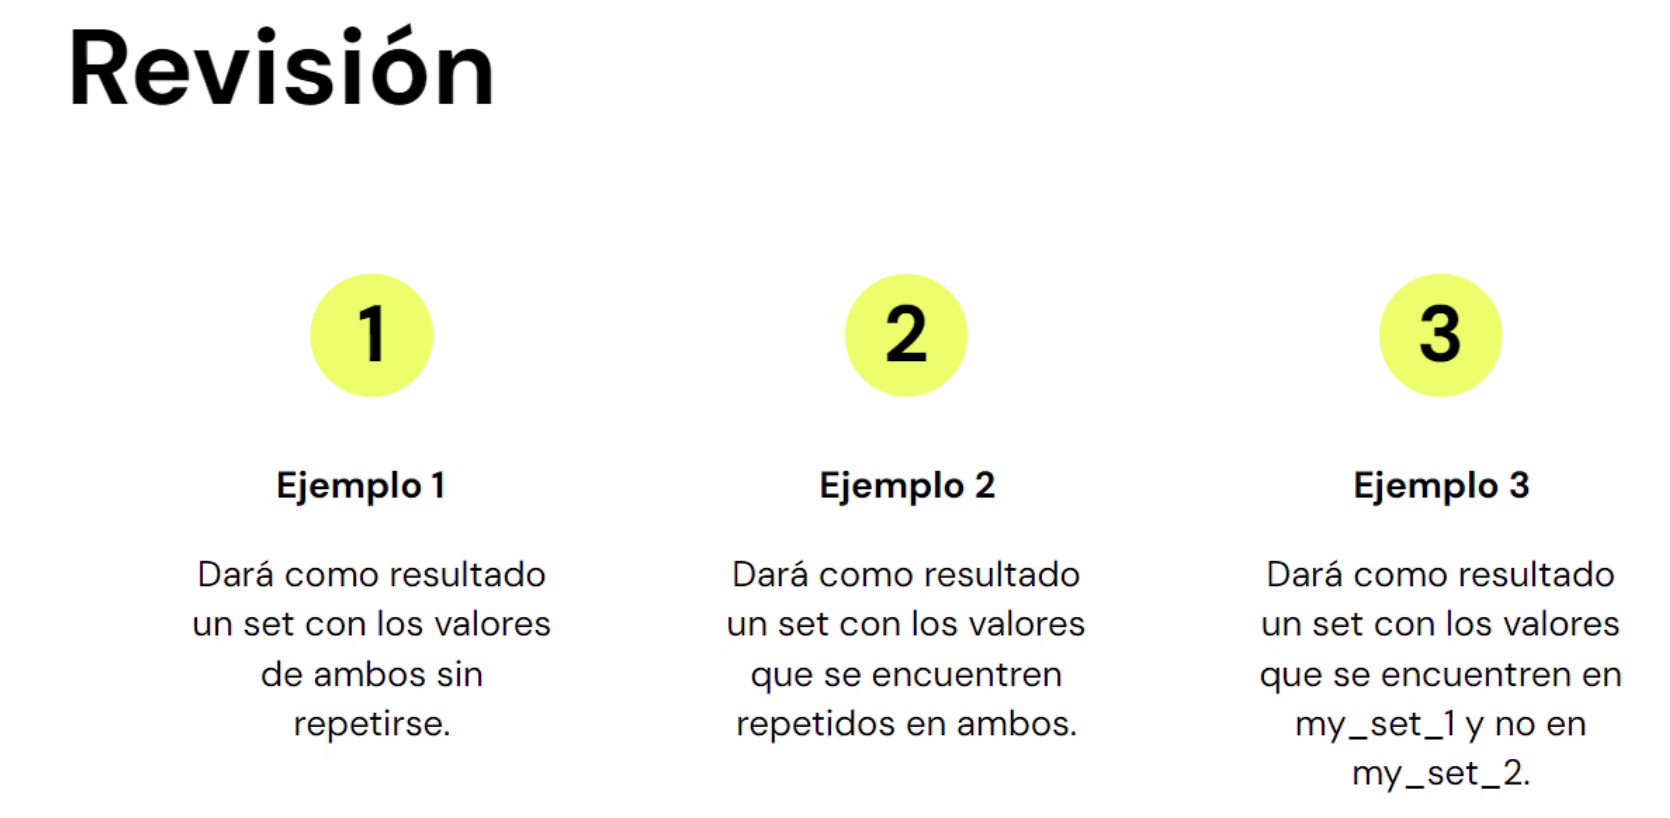 Revisión
1
Ejemplo 1
Dará como resultado
un set con los valores
de ambos sin
repetirse.
2
Ejemplo 2
Dará como resultado
un set con los valores
que se encuentren
repetidos en ambos.
3
Ejemplo 3
Dará como resultado
un set con los valores
que se encuentren en
my_set_1 y no en
my_set_2.